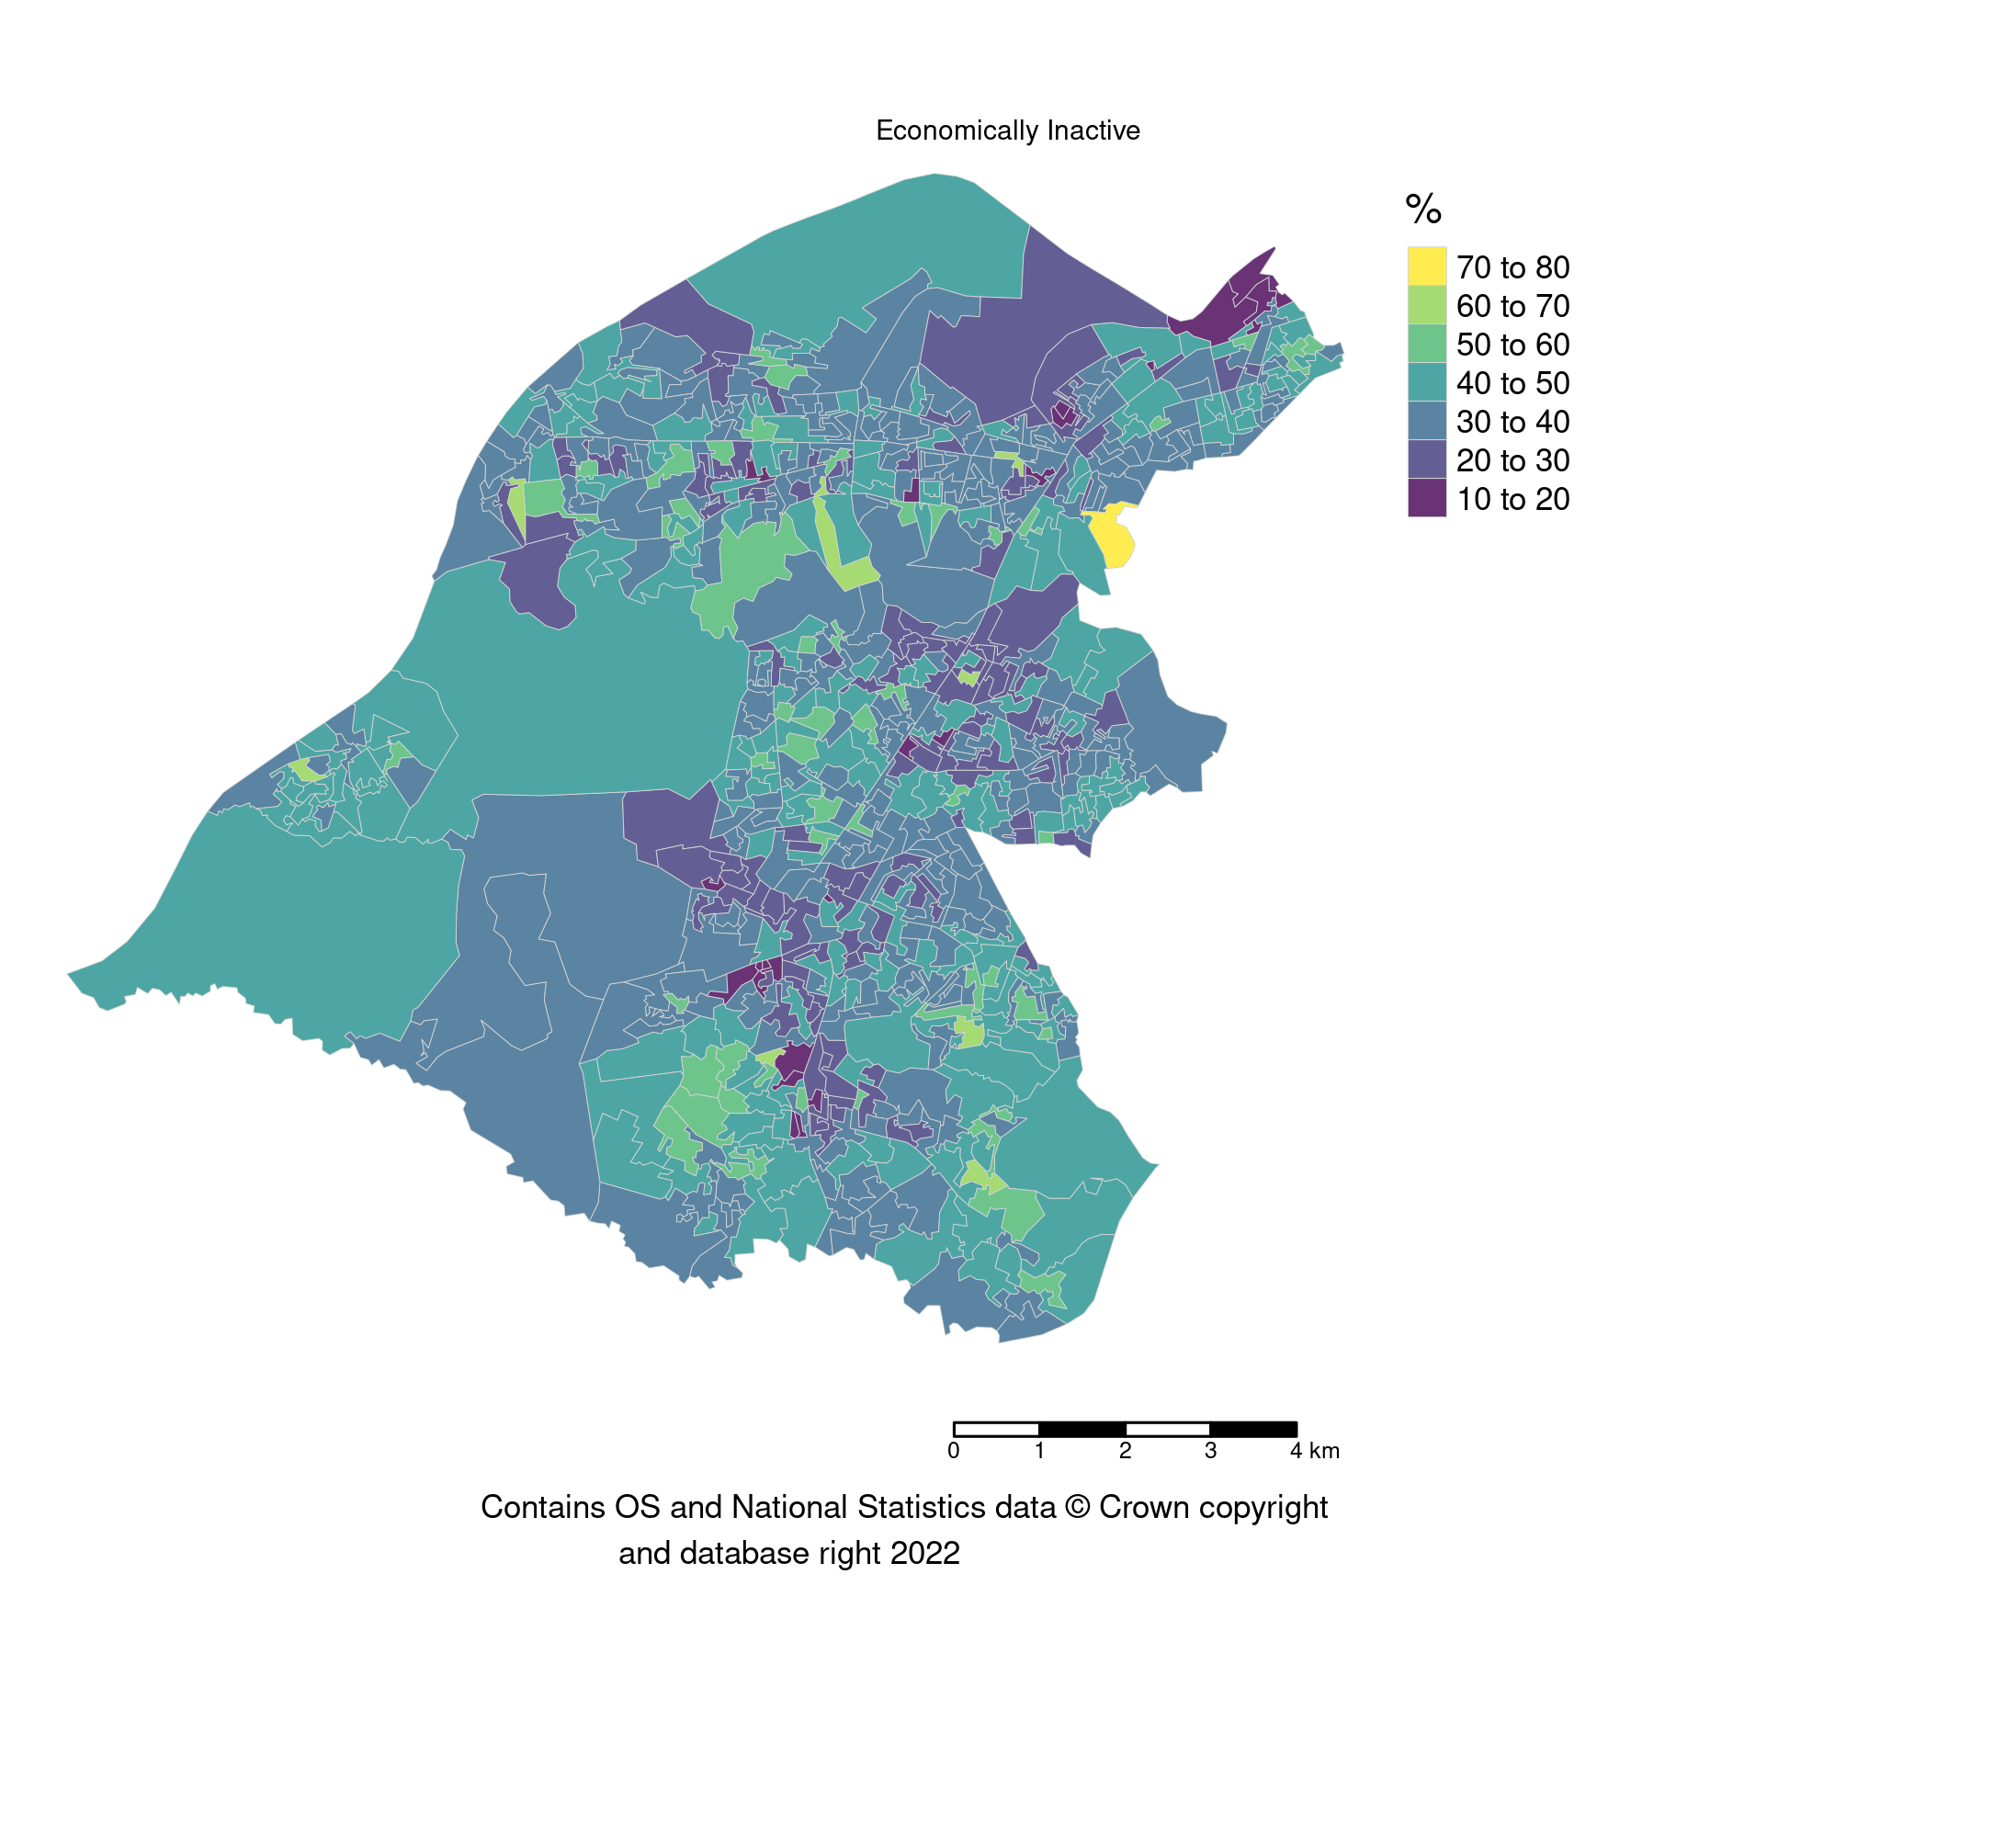 Economically Inactive
%
70 to 80
60 to 70
50 to 60
40 to 50
30 to 40
20 to 30
10 to 20
0 1 2 3 4 km
Contains OS and National Statistics data © Crown copyright
and database right 2022